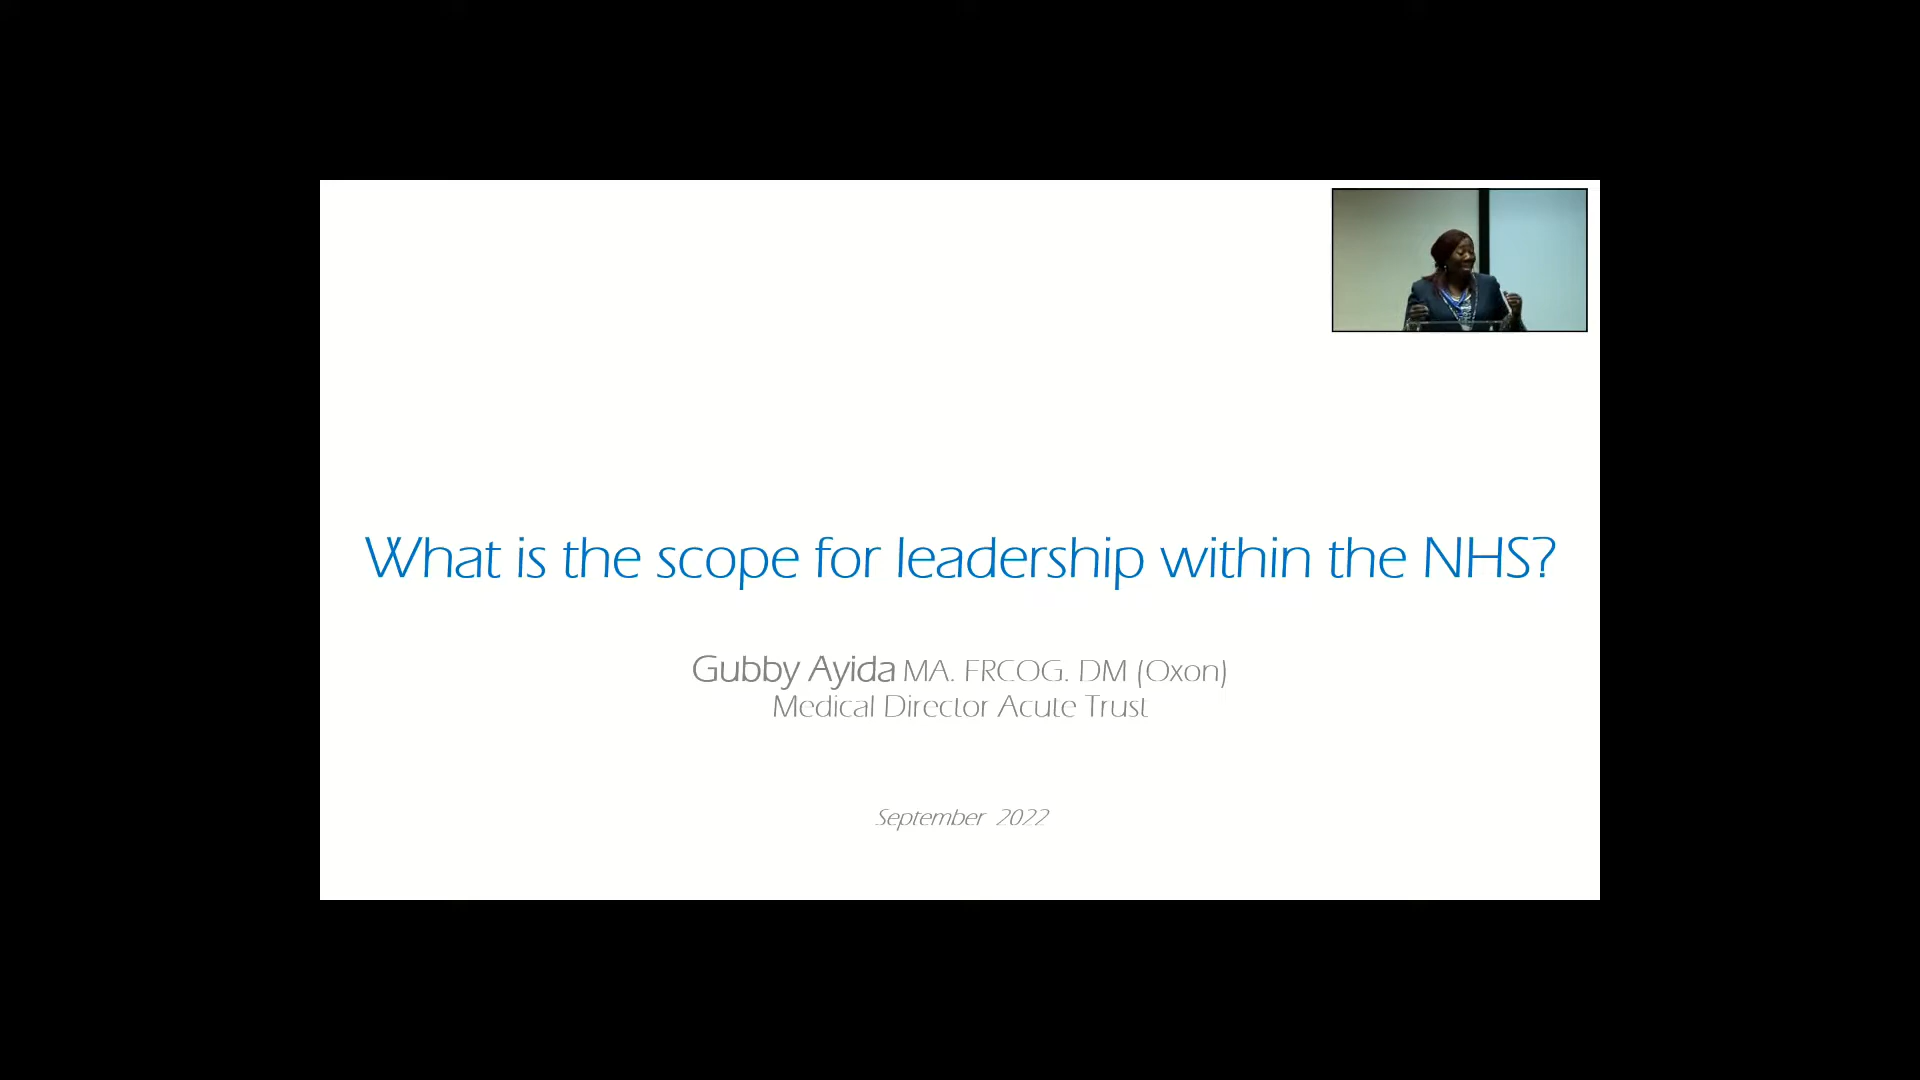 What is the scope for leadership within the NHS?
Gubby Ayida MA. FRCOG. DM (Oxon)
Medical Director Acute Trust
September 2022